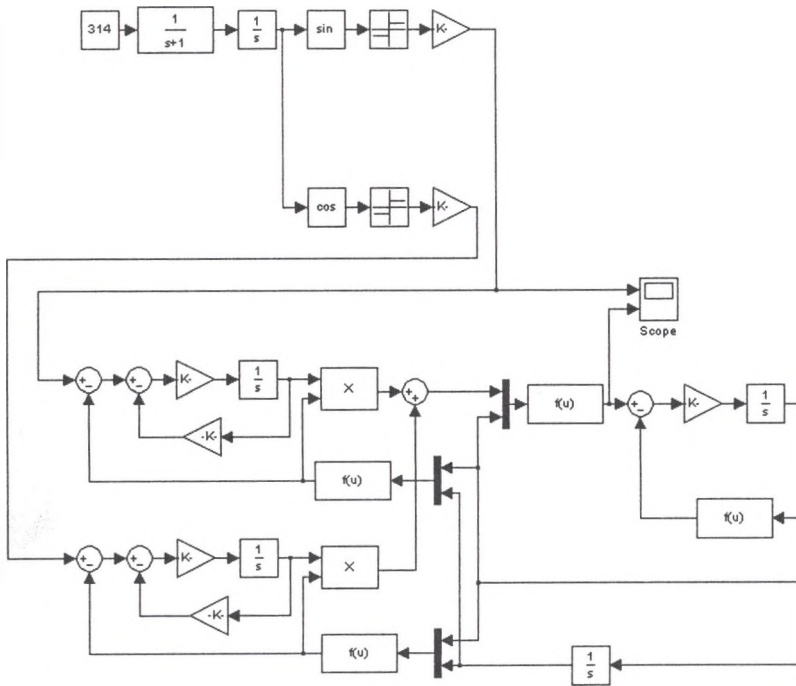 314
1
s+1
1
s
sin
K-
cos
K-
Scope
K-
1
s
×
f(u)
K-
1
s
-K-
f(u)
f(u)
K-
1
s
×
-K-
f(u)
1
s